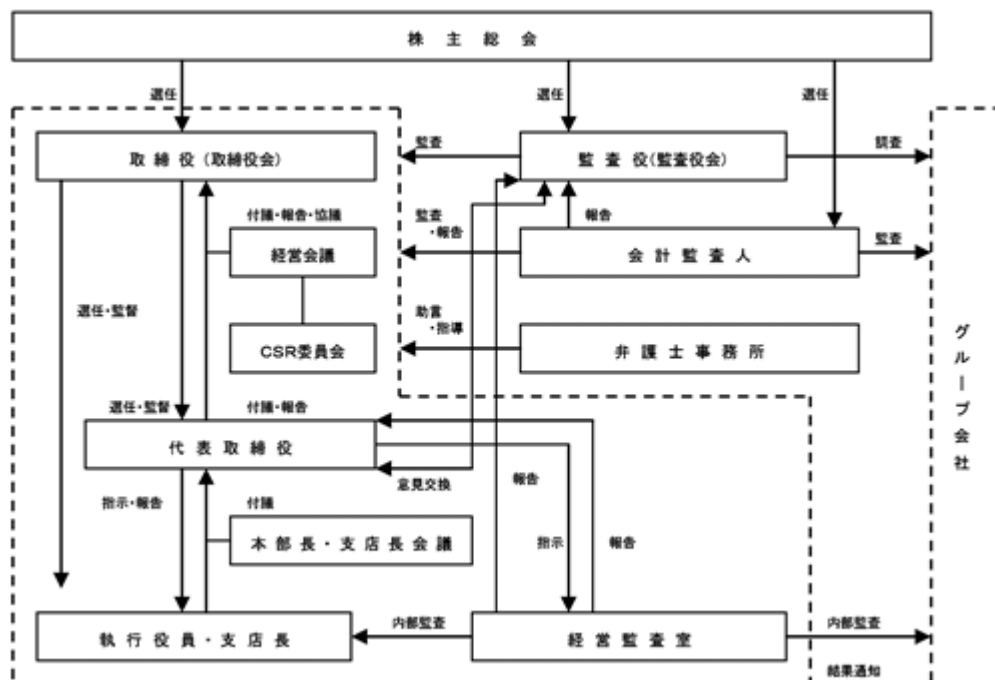 株主総会
選任
選任
選任
取締役(取締役会)
監査
監査役(監査役会)
調査
付議・報告・協議
監査
・報告
報告
経営会議
会計監査人
監査
選任・監督
助言
・指導
CSR委員会
弁護士事務所
グループ会社
選任・監督
付議・報告
代表取締役
意見交換
報告
指示・報告
付議
本部長・支店長会議
指示
報告
執行役員・支店長
内部監査
経営監査室
内部監査
結果通知